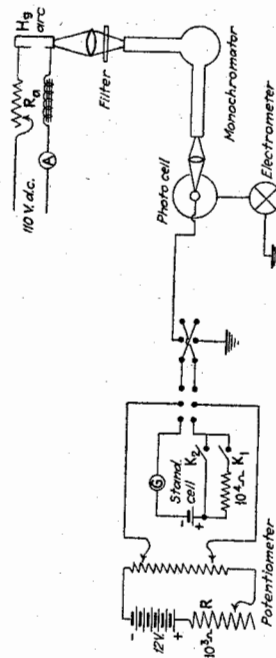 12V.
-
+
R
10³Ω
Potentiometer
G
Stand.
cell
-
+
K₂
K₁
10⁴Ω
110 V. d.c.
A
Rₐ
Hg
arc
Filter
Monochromator
Photo cell
Electrometer